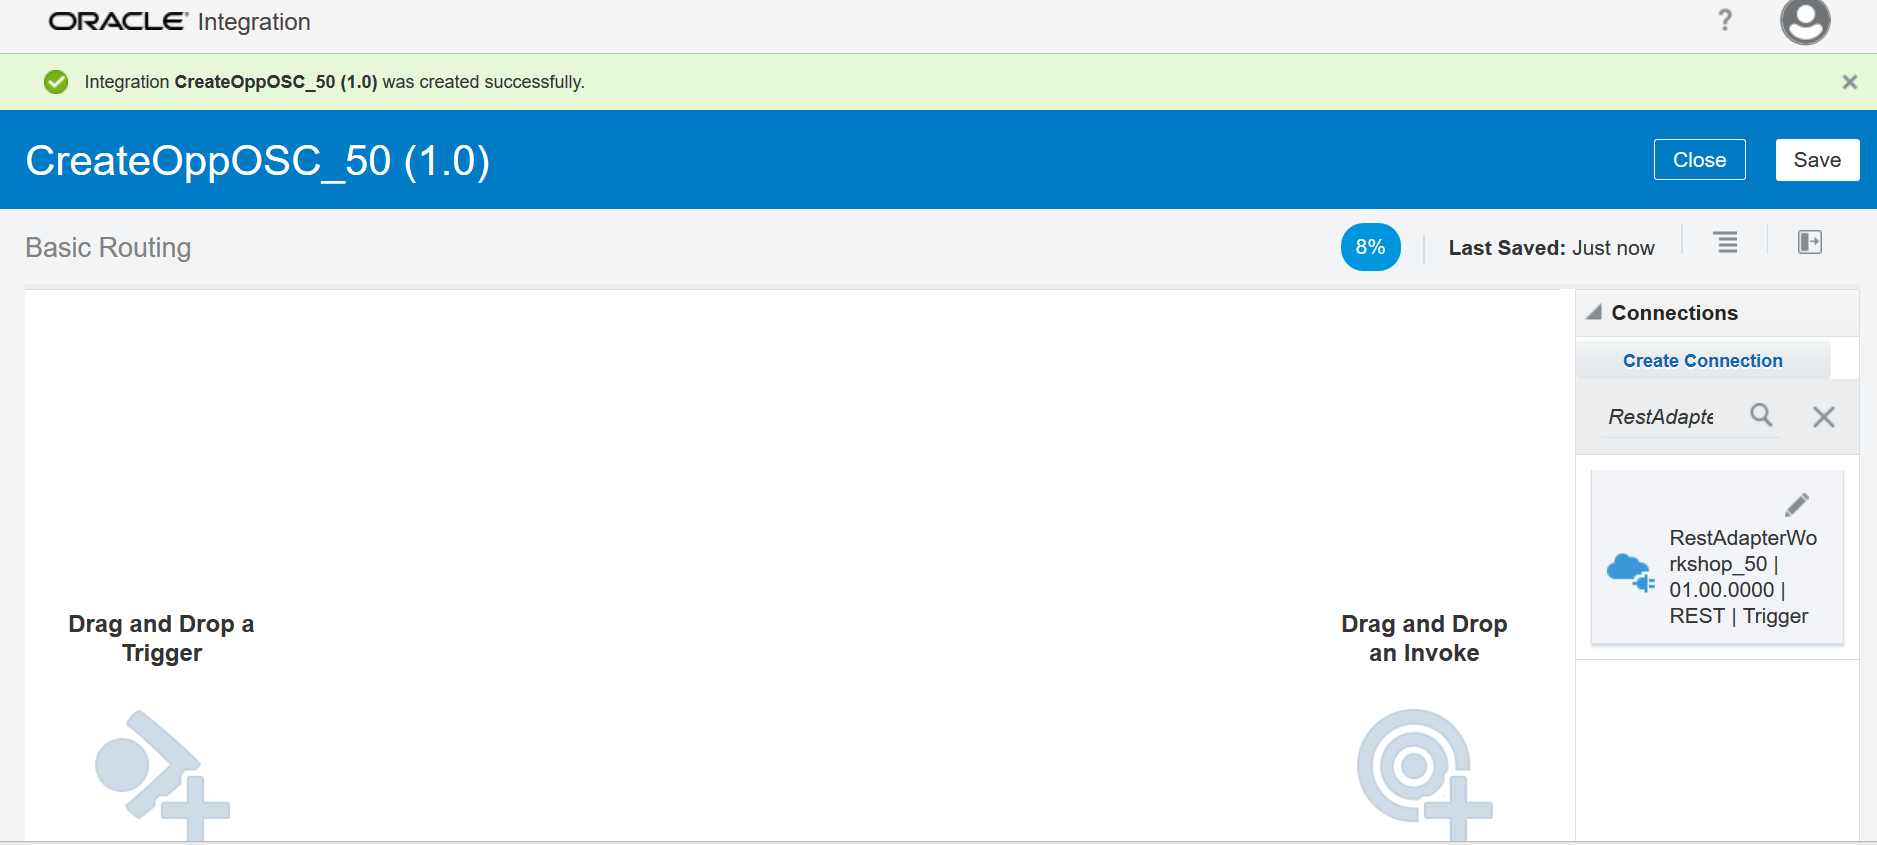 ORACLE® Integration
?
Integration CreateOppOSC_50 (1.0) was created successfully.
CreateOppOSC_50 (1.0)
Close
Save
Basic Routing
8%
Last Saved: Just now
Connections
Create Connection
RestAdapte
RestAdapterWo
rkshop_50 |
01.00.0000 |
REST | Trigger
Drag and Drop a
Trigger
Drag and Drop
an Invoke